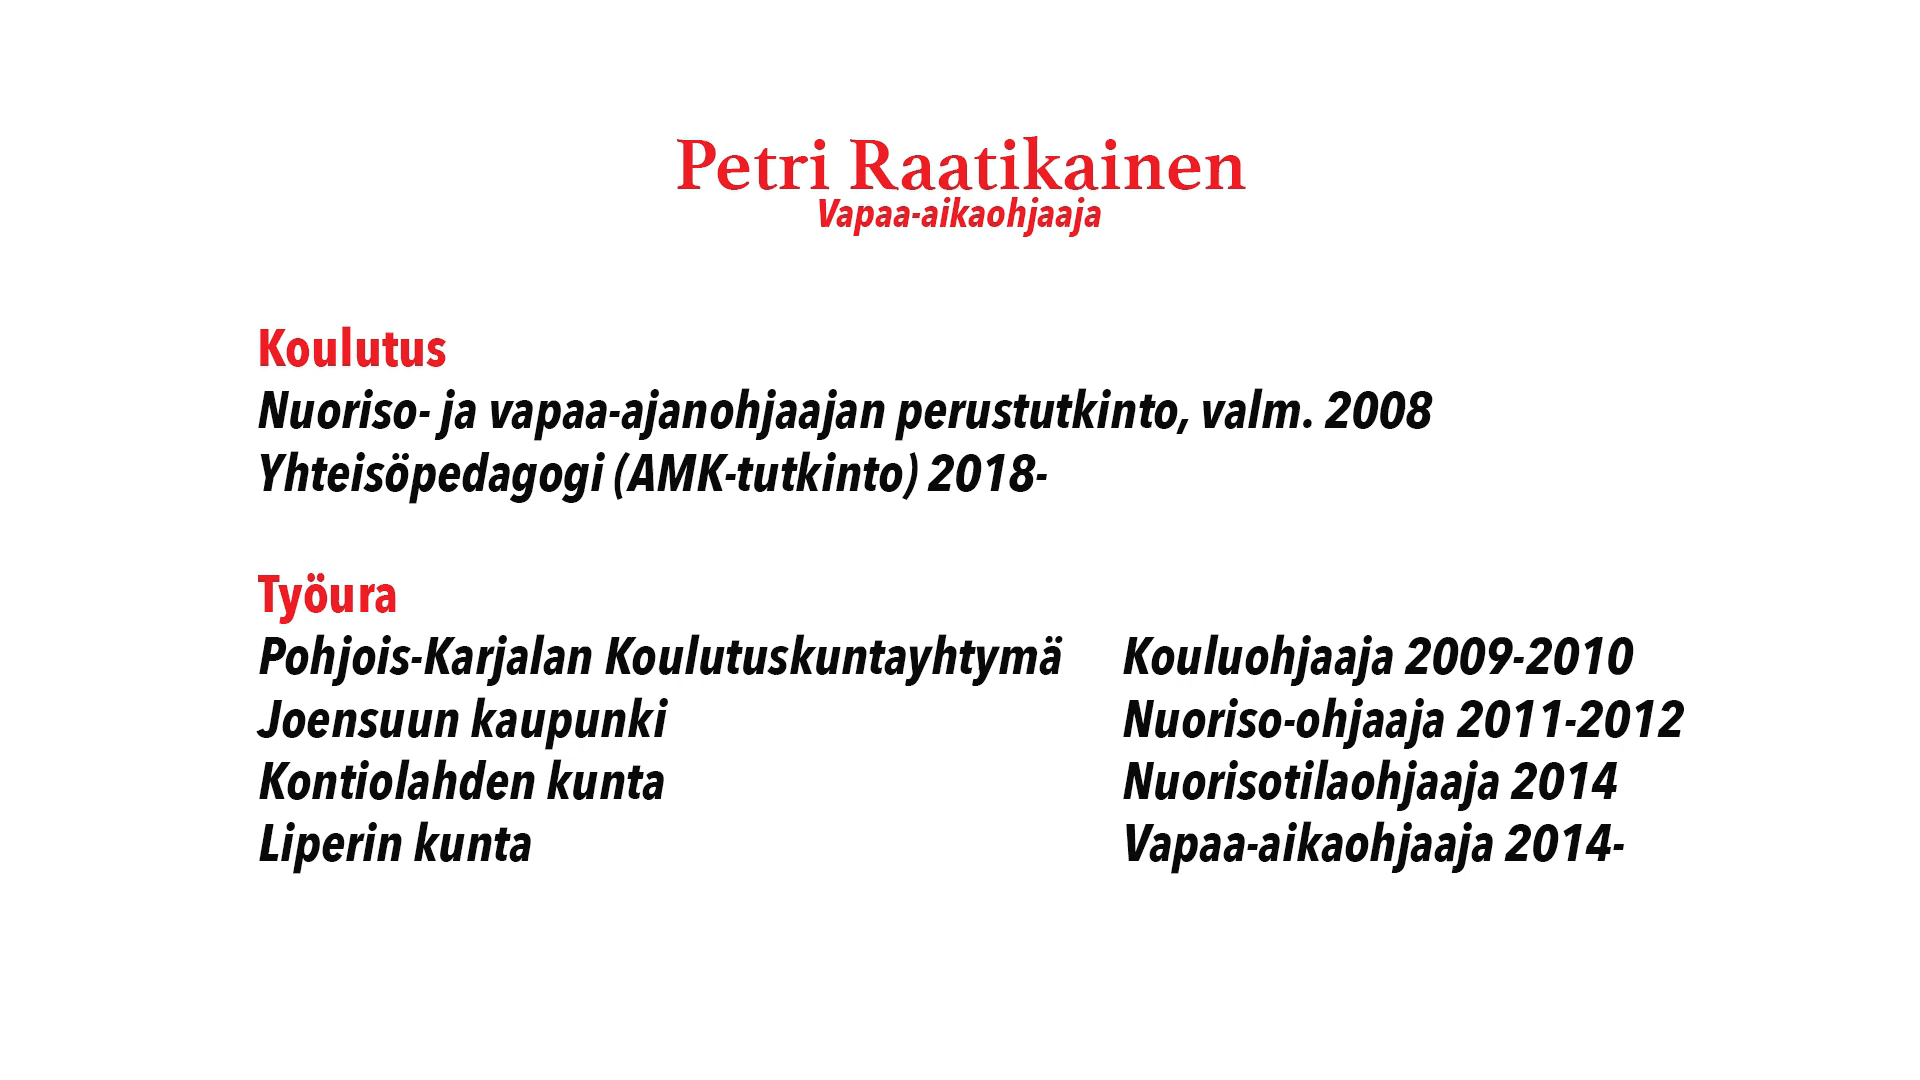 Petri Raatikainen
Vapaa-aikaohjaaja
Koulutus
Nuoriso- ja vapaa-ajanohjaajan perustutkinto, valm. 2008
Yhteisöpedagogi (AMK-tutkinto) 2018-
Työura
Pohjois-Karjalan Koulutuskuntayhtymä Kouluohjaaja 2009-2010
Joensuun kaupunki Nuoriso-ohjaaja 2011-2012
Kontiolahden kunta Nuorisotilaohjaaja 2014
Liperin kunta Vapaa-aikaohjaaja 2014-